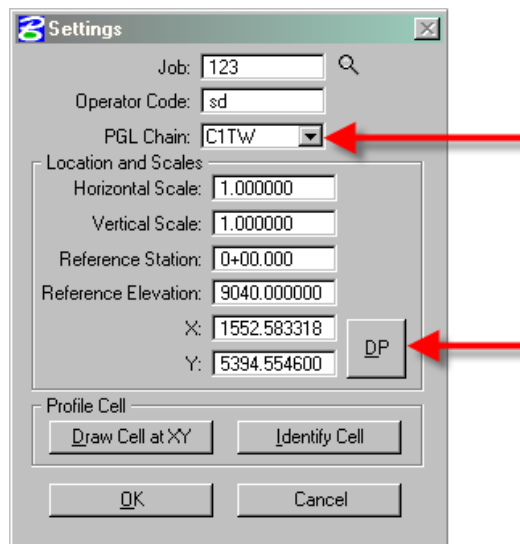 Settings
Job: 123
Operator Code: sd
PGL Chain: C1TW
Location and Scales
Horizontal Scale: 1.000000
Vertical Scale: 1.000000
Reference Station: 0+00.000
Reference Elevation: 9040.000000
X: 1552.583318
Y: 5394.554600
DP
Profile Cell
Draw Cell at XY Identify Cell
OK Cancel